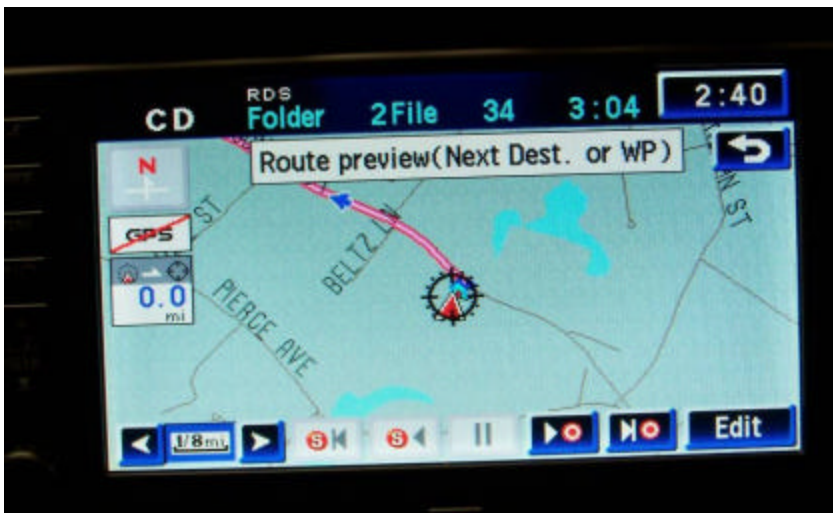 RDS
CD Folder 2File 34 3:04 2:40
Route preview(Next Dest. or WP)
N
ST
GPS
BELTZ LN
N ST
0.0
mi
PIERCE AVE
1/8mi
S S Edit